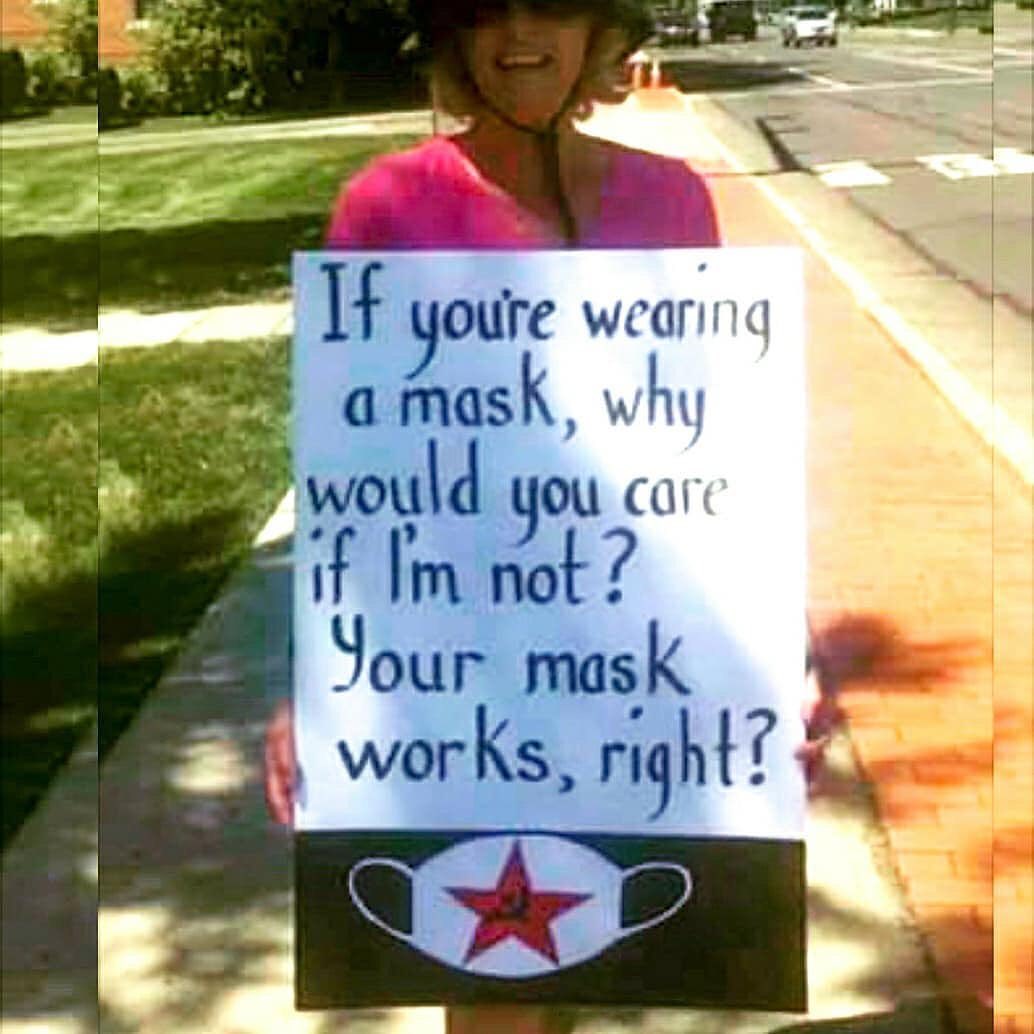 If you're wearing
a mask, why
would you care
if I'm not?
Your mask
works, right?